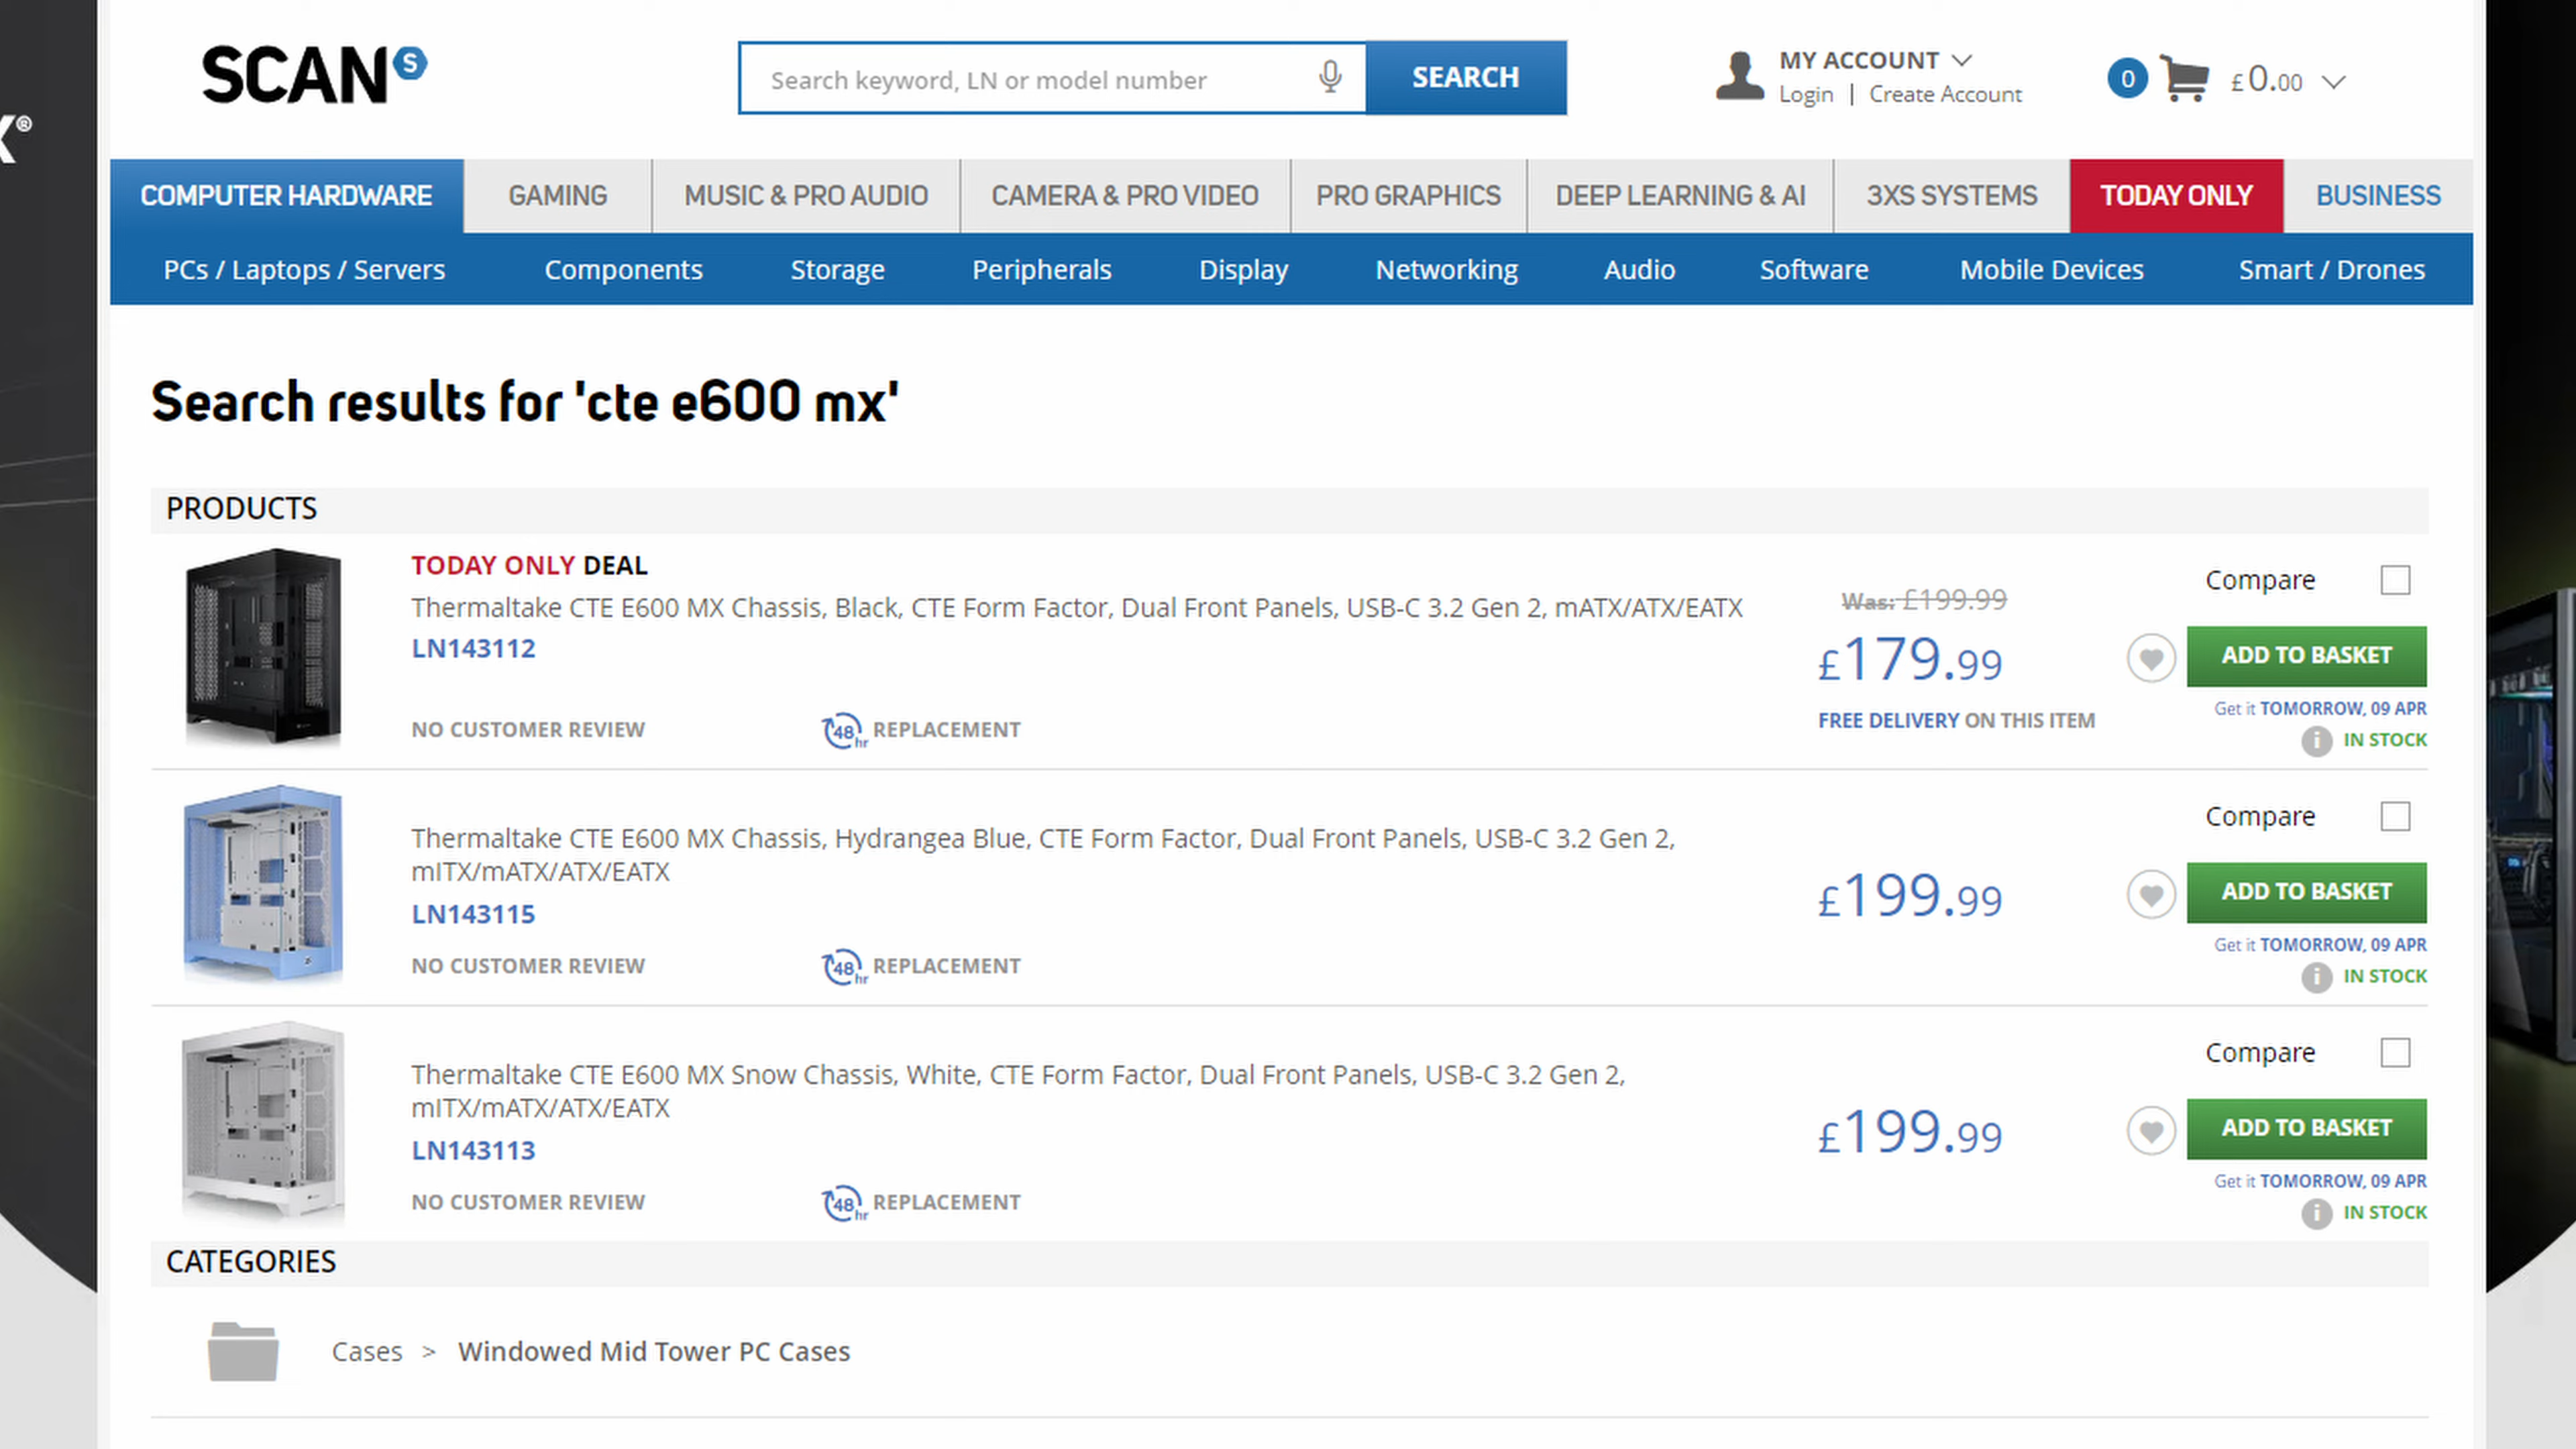 X®
SCAN S
Search keyword, LN or model number
SEARCH
MY ACCOUNT
Login | Create Account
0
£0.00
COMPUTER HARDWARE
GAMING
MUSIC & PRO AUDIO
CAMERA & PRO VIDEO
PRO GRAPHICS
DEEP LEARNING & AI
3XS SYSTEMS
TODAY ONLY
BUSINESS
PCs / Laptops / Servers
Components
Storage
Peripherals
Display
Networking
Audio
Software
Mobile Devices
Smart / Drones
Search results for 'cte e600 mx'
PRODUCTS
TODAY ONLY DEAL
Thermaltake CTE E600 MX Chassis, Black, CTE Form Factor, Dual Front Panels, USB-C 3.2 Gen 2, mATX/ATX/EATX
LN143112
NO CUSTOMER REVIEW
48hr REPLACEMENT
Was: £199.99
£179.99
FREE DELIVERY ON THIS ITEM
Compare
ADD TO BASKET
Get it TOMORROW, 09 APR
i IN STOCK
Thermaltake CTE E600 MX Chassis, Hydrangea Blue, CTE Form Factor, Dual Front Panels, USB-C 3.2 Gen 2,
mITX/mATX/ATX/EATX
LN143115
NO CUSTOMER REVIEW
48hr REPLACEMENT
£199.99
Compare
ADD TO BASKET
Get it TOMORROW, 09 APR
i IN STOCK
Thermaltake CTE E600 MX Snow Chassis, White, CTE Form Factor, Dual Front Panels, USB-C 3.2 Gen 2,
mITX/mATX/ATX/EATX
LN143113
NO CUSTOMER REVIEW
48hr REPLACEMENT
£199.99
Compare
ADD TO BASKET
Get it TOMORROW, 09 APR
i IN STOCK
CATEGORIES
Cases > Windowed Mid Tower PC Cases